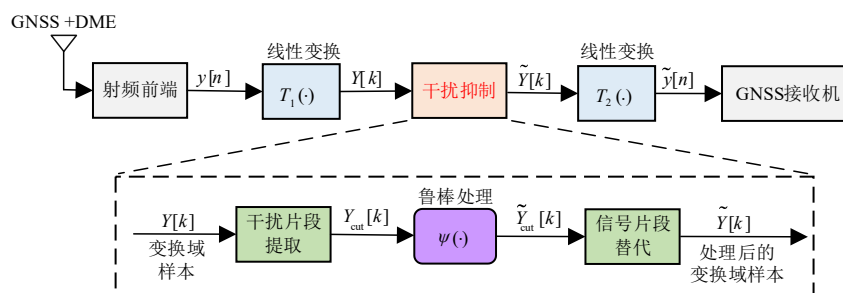 GNSS +DME
射频前端
y[n]
线性变换
T₁(·)
Y[k]
干扰抑制
Ỹ[k]
线性变换
T₂(·)
ỹ[n]
GNSS接收机
Y[k]
变换域
样本
干扰片段
提取
Y_cut[k]
鲁棒处理
ψ(·)
Ỹ_cut[k]
信号片段
替代
Ỹ[k]
处理后的
变换域样本